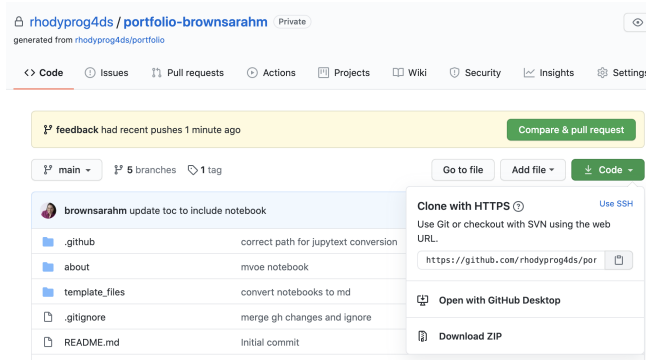 rhodyprog4ds / portfolio-brownsarahm Private
generated from rhodyprog4ds/portfolio
Code Issues Pull requests Actions Projects Wiki Security Insights Settings
feedback had recent pushes 1 minute ago Compare & pull request
main 5 branches 1 tag Go to file Add file Code
brownsarahm update toc to include notebook
Clone with HTTPS Use SSH
Use Git or checkout with SVN using the web
URL.
https://github.com/rhodyprog4ds/por
.github correct path for jupytext conversion
about mvoe notebook
template_files convert notebooks to md
Open with GitHub Desktop
.gitignore merge gh changes and ignore
README.md Initial commit
Download ZIP